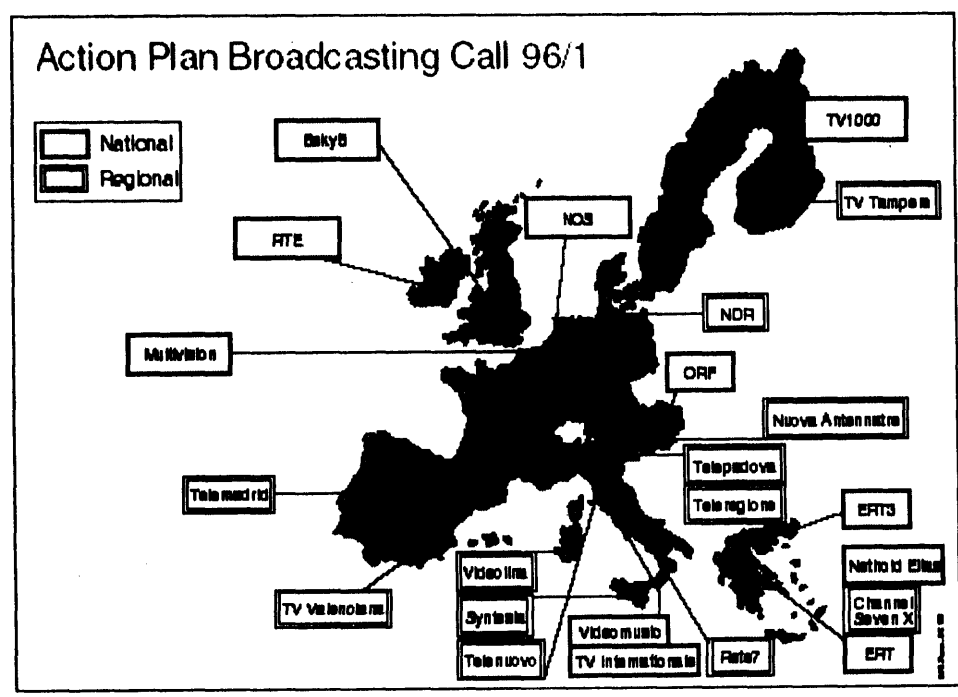 Action Plan Broadcasting Call 96/1
National
Regional
BskyB
TV1000
TV Tampere
NOS
RTE
NDR
Multivision
ORF
Nuova Antennatre
Telepadova
Teleregione
Telemadrid
ERT3
Videolina
Nethold Ellas
TV Valenciana
Syntesis
Channel
Seven X
Videomusic
Telenuovo
TV Internationale
Rete7
ERT